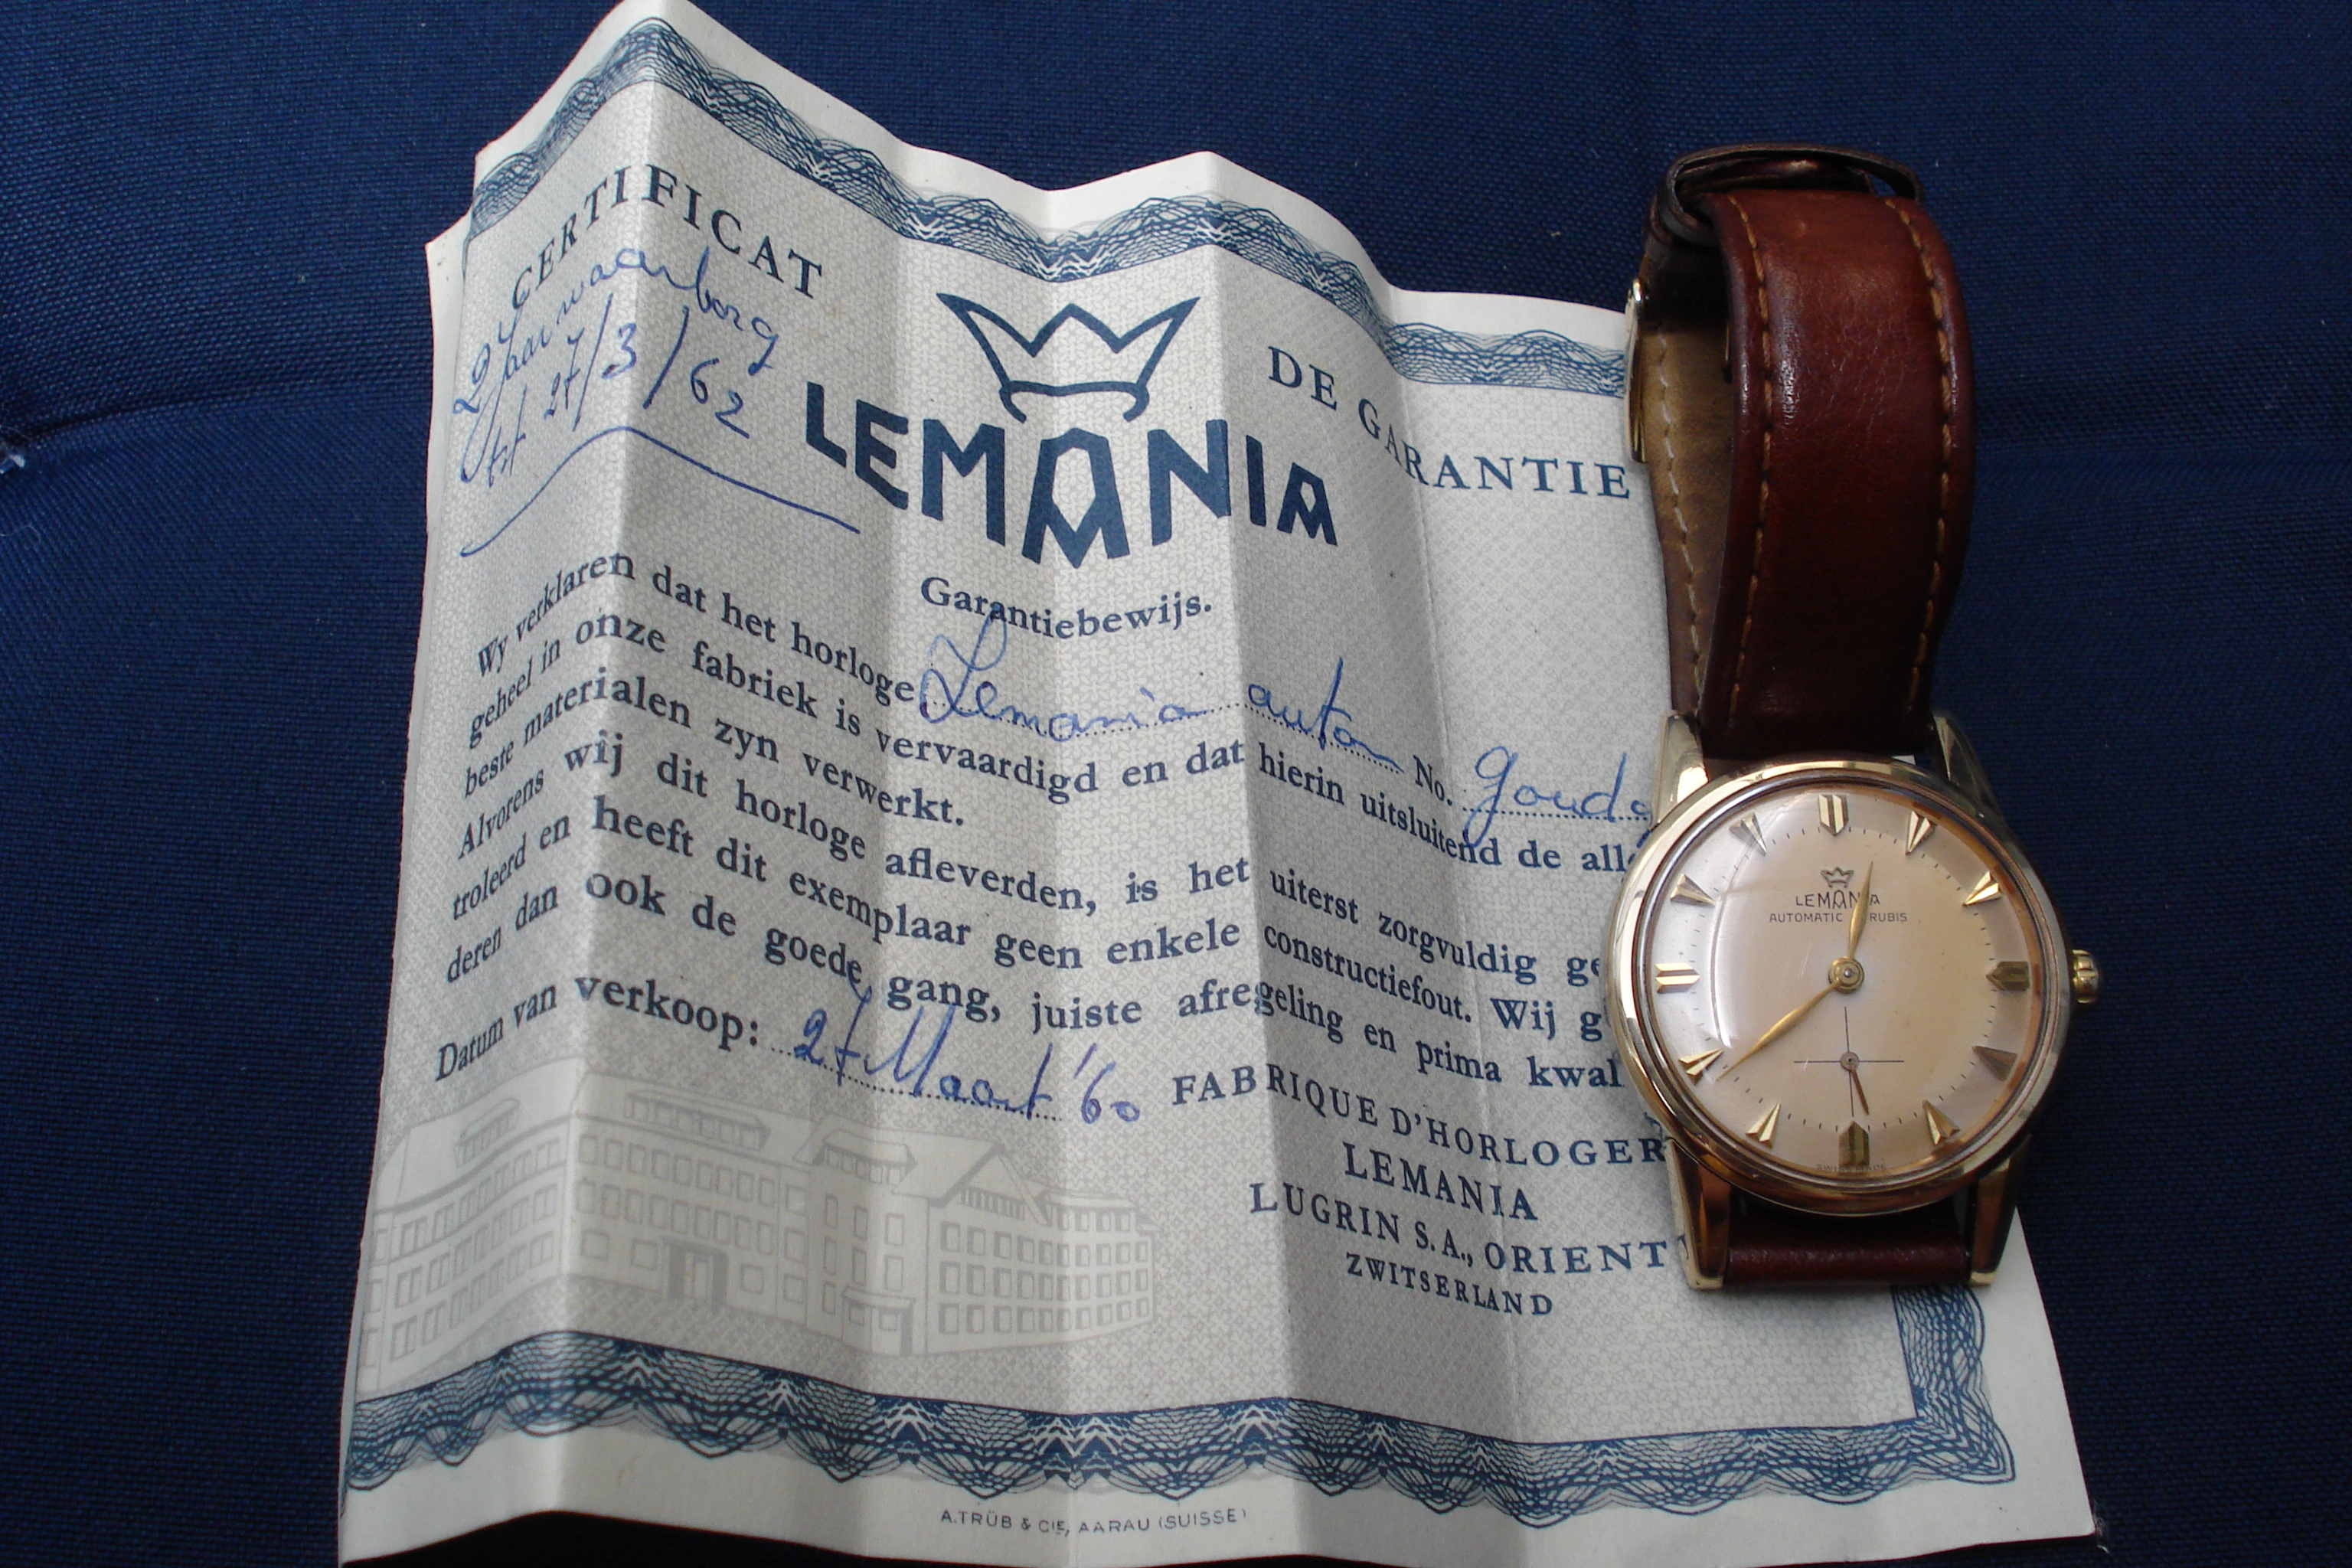 CERTIFICAT DE GARANTIE
2 Jaar waarborg
tot 27/3/62
LEMANIA
Garantiebewijs.
Wy verklaren dat het horloge Lemania autom No. goud
geheel in onze fabriek is vervaardigd en dat hierin uitsluitend de all
beste materialen zyn verwerkt.
Alvorens wij dit horloge afleverden, is het uiterst zorgvuldig ge
troleerd en heeft dit exemplaar geen enkele constructiefout. Wij g
deren dan ook de goede gang, juiste afregeling en prima kwal
Datum van verkoop: 27 Maart '60
FABRIQUE D'HORLOGER
LEMANIA
LUGRIN S.A., ORIENT
ZWITSERLAND
A. TRÜB & CIE, AARAU (SUISSE)
LEMANIA
AUTOMATIC RUBIS